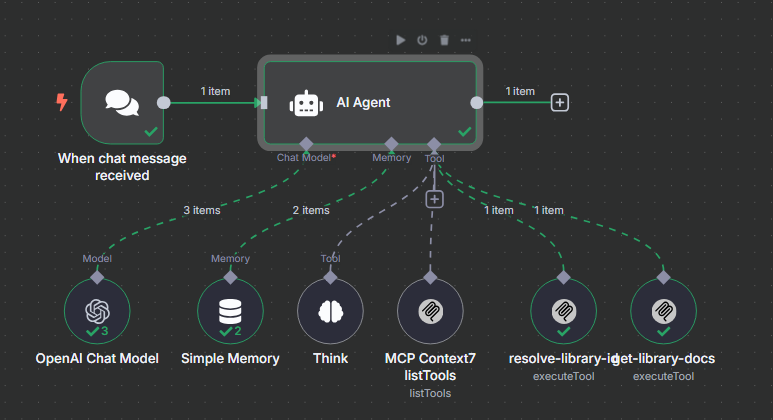 1 item
AI Agent
1 item
When chat message
received
Chat Model*
Memory
Tool
3 items
2 items
1 item
1 item
Model
Memory
Tool
3
2
OpenAI Chat Model
Simple Memory
Think
MCP Context7
listTools
listTools
resolve-library-id
executeTool
get-library-docs
executeTool